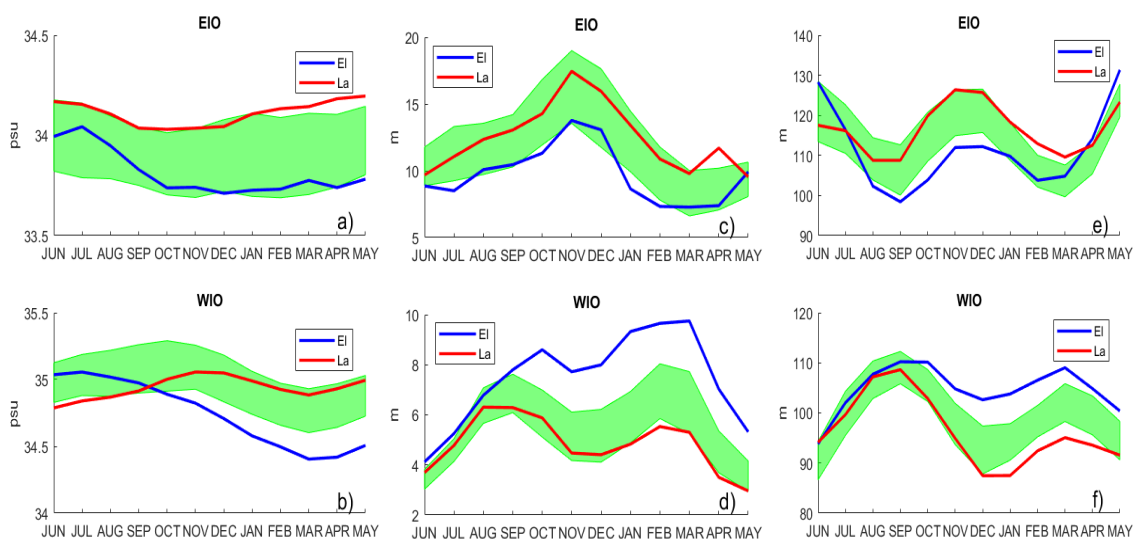 EIO
psu
34.5
34
33.5
El
La
a)
JUN JUL AUG SEP OCT NOV DEC JAN FEB MAR APR MAY
EIO
m
20
15
10
5
El
La
c)
JUN JUL AUG SEP OCT NOV DEC JAN FEB MAR APR MAY
EIO
m
140
130
120
110
100
90
El
La
e)
JUN JUL AUG SEP OCT NOV DEC JAN FEB MAR APR MAY
WIO
psu
35.5
35
34.5
34
El
La
b)
JUN JUL AUG SEP OCT NOV DEC JAN FEB MAR APR MAY
WIO
m
10
8
6
4
2
El
La
d)
JUN JUL AUG SEP OCT NOV DEC JAN FEB MAR APR MAY
WIO
m
120
110
100
90
80
El
La
f)
JUN JUL AUG SEP OCT NOV DEC JAN FEB MAR APR MAY